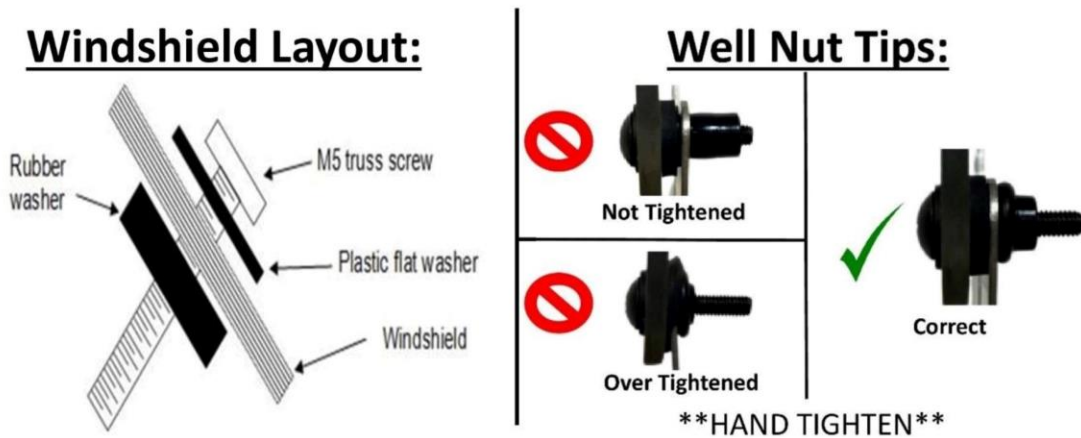 Windshield Layout:
Rubber
washer
M5 truss screw
Plastic flat washer
Windshield
Well Nut Tips:
Not Tightened
Over Tightened
Correct
**HAND TIGHTEN**